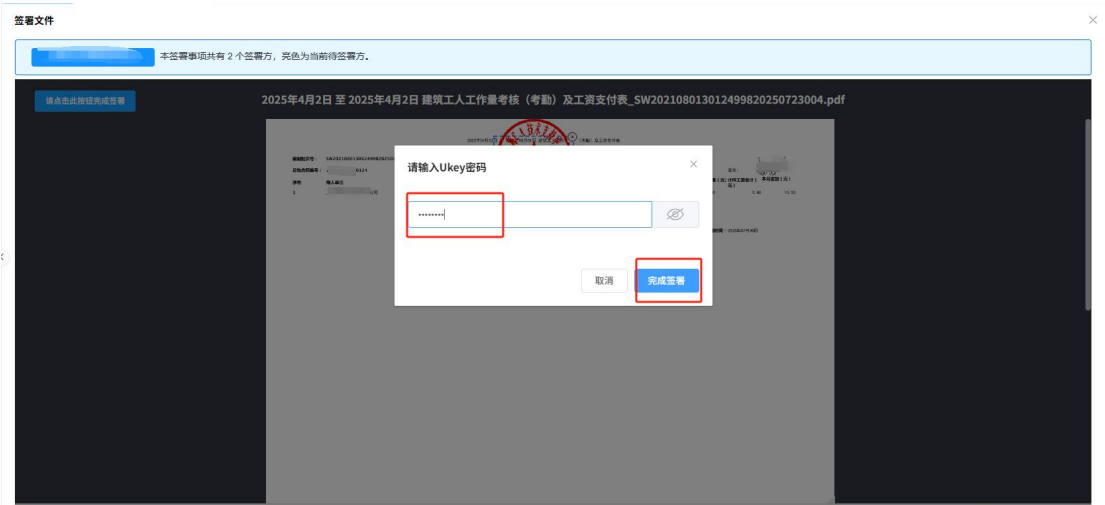 签署文件
本签署事项共有 2 个签署方，亮色为当前待签署方。
请点击此按钮完成签署
2025年4月2日 至 2025年4月2日 建筑工人工作量考核（考勤）及工资支付表_SW202108013012499820250723004.pdf
请输入Ukey密码
取消
完成签署